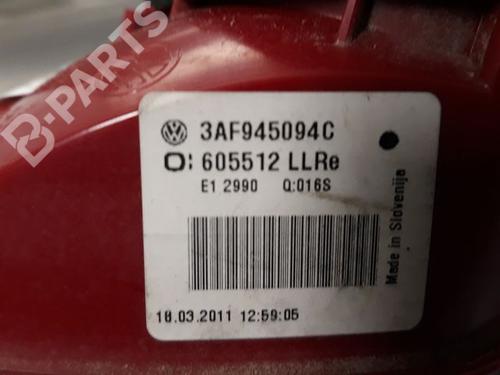 B-PARTS
3AF945094C
O: 605512 LLRe
E1 2990 Q:016S
Made in Slovenija
18.03.2011 12:59:05